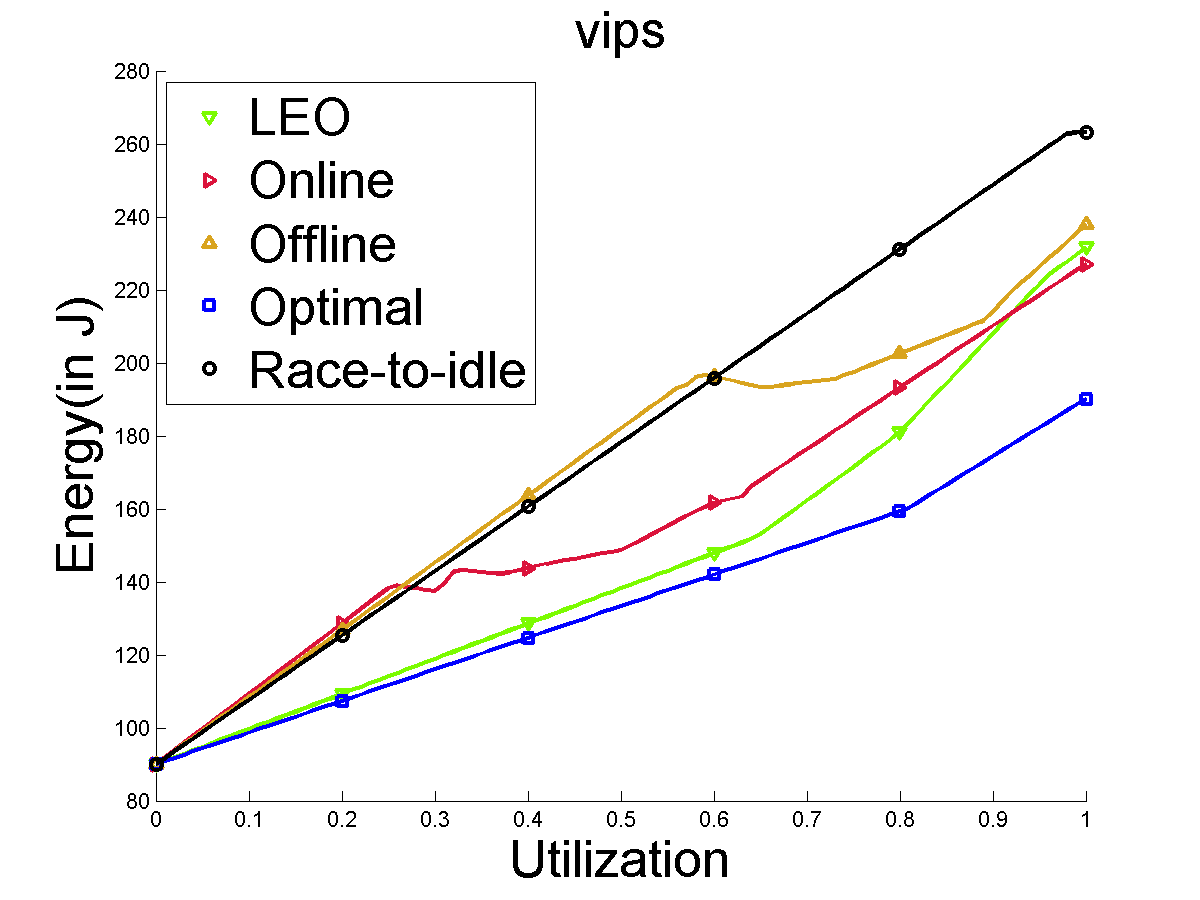 vips
Energy(in J)
280
260
240
220
200
180
160
140
120
100
80
LEO
Online
Offline
Optimal
Race-to-idle
0 0.1 0.2 0.3 0.4 0.5 0.6 0.7 0.8 0.9 1
Utilization